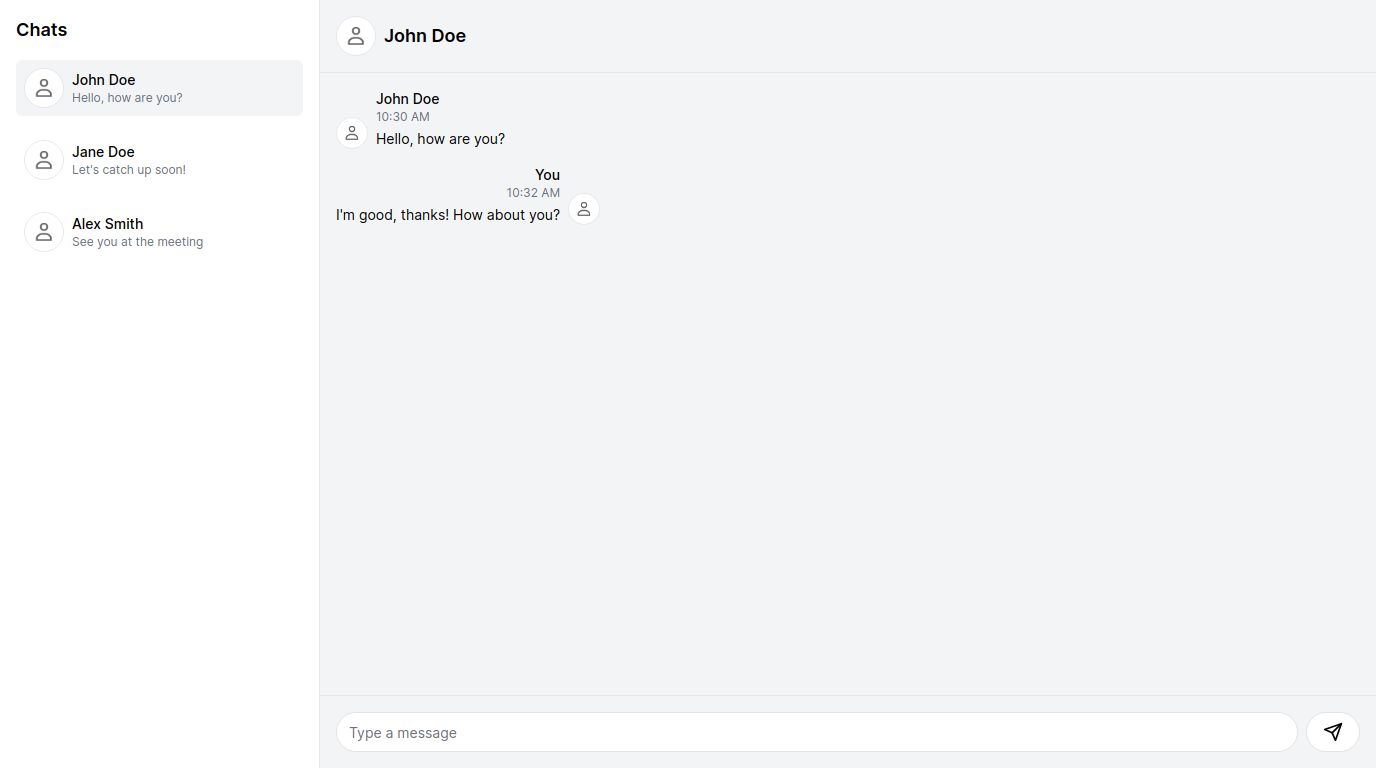 Chats
John Doe
Hello, how are you?
Jane Doe
Let's catch up soon!
Alex Smith
See you at the meeting
John Doe
John Doe
10:30 AM
Hello, how are you?
You
10:32 AM
I'm good, thanks! How about you?
Type a message